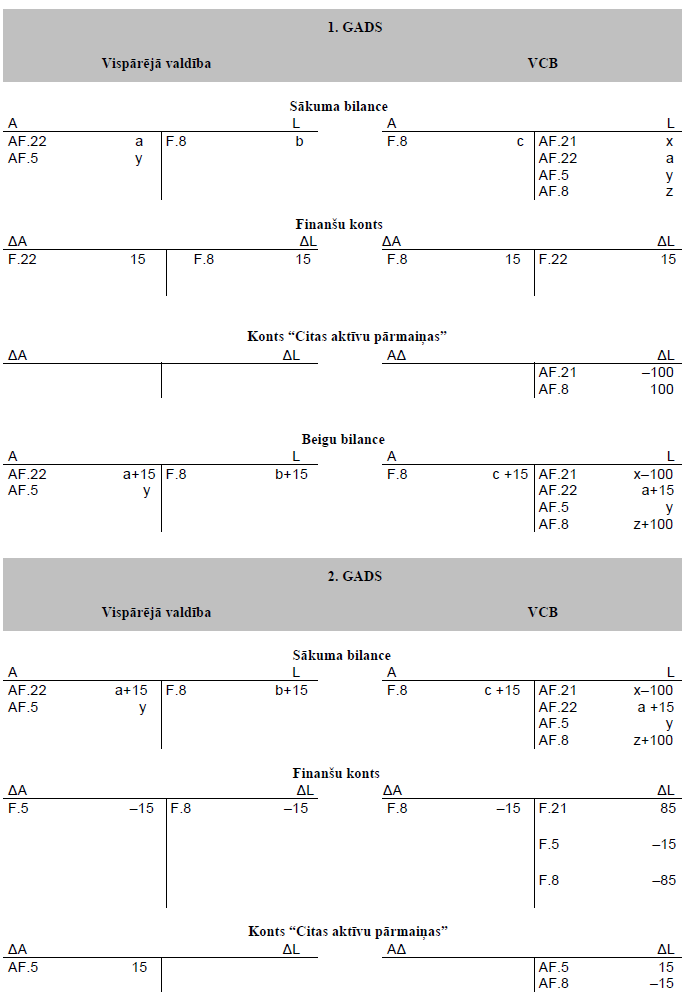 1. GADS
Vispārējā valdība VCB
Sākuma bilance
A L A L
AF.22 a F.8 b F.8 c AF.21 x
AF.5 y AF.22 a
AF.5 y
AF.8 z
Finanšu konts
ΔA ΔL ΔA ΔL
F.22 15 F.8 15 F.8 15 F.22 15
Konts “Citas aktīvu pārmaiņas”
ΔA ΔL AΔ ΔL
AF.21 –100
AF.8 100
Beigu bilance
A L A L
AF.22 a+15 F.8 b+15 F.8 c +15 AF.21 x–100
AF.5 y AF.22 a+15
AF.5 y
AF.8 z+100
2. GADS
Vispārējā valdība VCB
Sākuma bilance
A L A L
AF.22 a+15 F.8 b+15 F.8 c +15 AF.21 x–100
AF.5 y AF.22 a +15
AF.5 y
AF.8 z+100
Finanšu konts
ΔA ΔL ΔA ΔL
F.5 –15 F.8 –15 F.8 –15 F.21 85
F.5 –15
F.8 –85
Konts “Citas aktīvu pārmaiņas”
ΔA ΔL AΔ ΔL
AF.5 15 AF.5 15
AF.8 –15